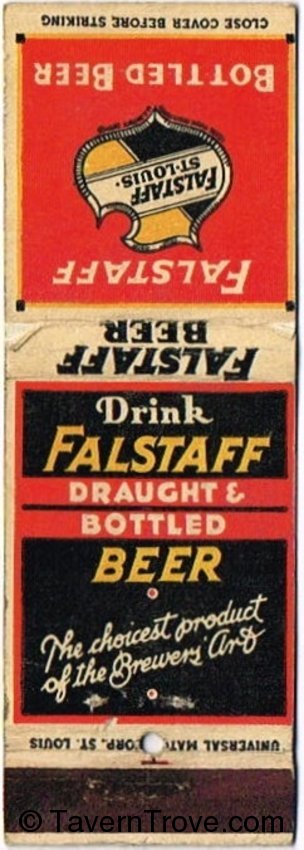 CLOSE COVER BEFORE STRIKING
FALSTAFF
FALSTAFF
ST. LOUIS.
BOTTLED BEER
FALSTAFF
BEER
Drink
FALSTAFF
DRAUGHT &
BOTTLED
BEER
The choicest product
of the Brewers' Art
UNIVERSAL MATCH CORP., ST. LOUIS
© TavernTrove.com